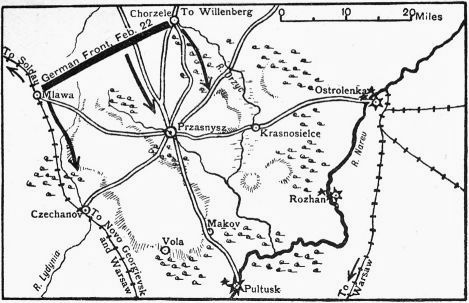 Chorzele
To Willenberg
0 10 20 Miles
To Soldau
German Front, Feb. 22
R. Orzyc
Mlawa
Ostrolenka
Przasnysz
Krasnosielce
R. Narev
Rozhan
Czechanov
To Novo Georgievsk
and Warsaw
Makov
Vola
R. Lydynia
Pultusk
To
Warsaw